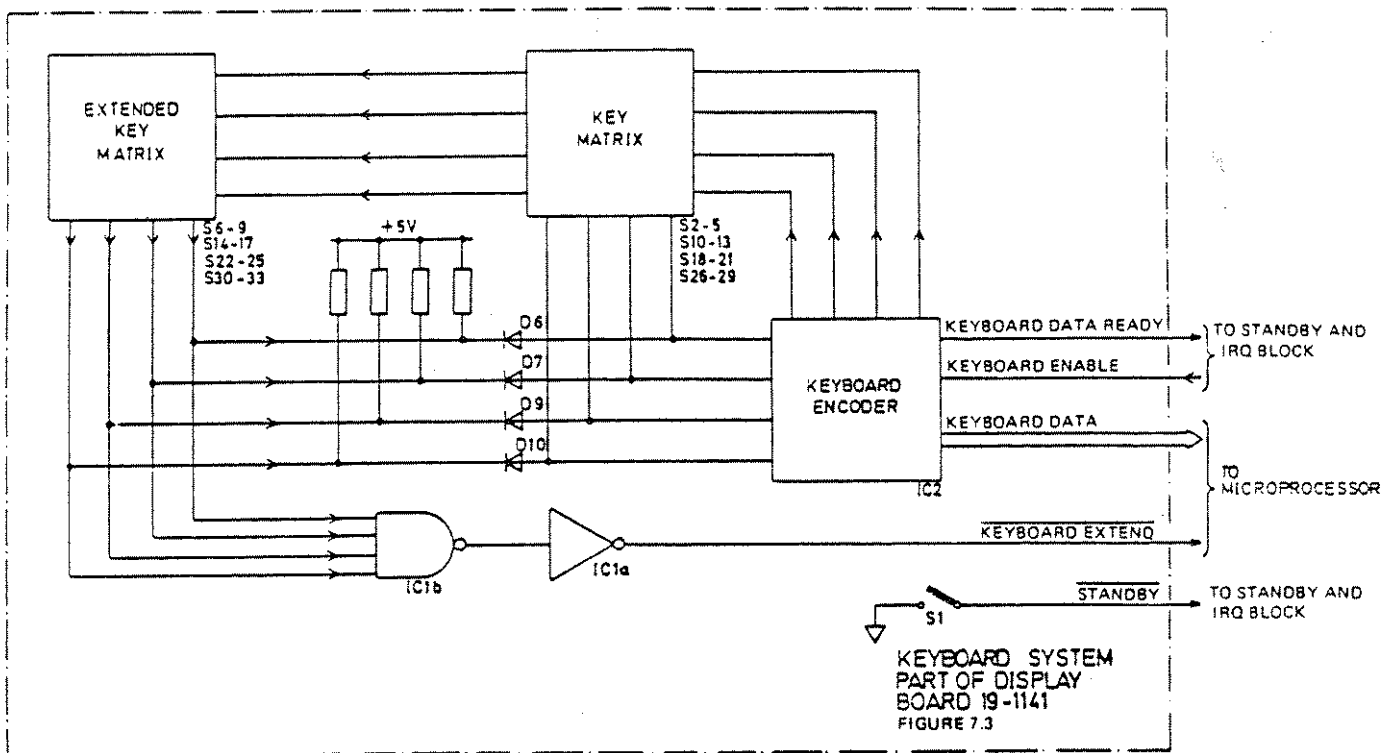 EXTENDED
KEY
MATRIX
KEY
MATRIX
S6-9
S14-17
S22-25
S30-33
+5V
S2-5
S10-13
S18-21
S26-29
D6
D7
D9
D10
KEYBOARD
ENCODER
IC2
KEYBOARD DATA READY
KEYBOARD ENABLE
TO STANDBY AND
IRQ BLOCK
KEYBOARD DATA
TO
MICROPROCESSOR
KEYBOARD EXTEND
IC1b
IC1a
STANDBY
TO STANDBY AND
IRQ BLOCK
S1
KEYBOARD SYSTEM
PART OF DISPLAY
BOARD 19-1141
FIGURE 7.3